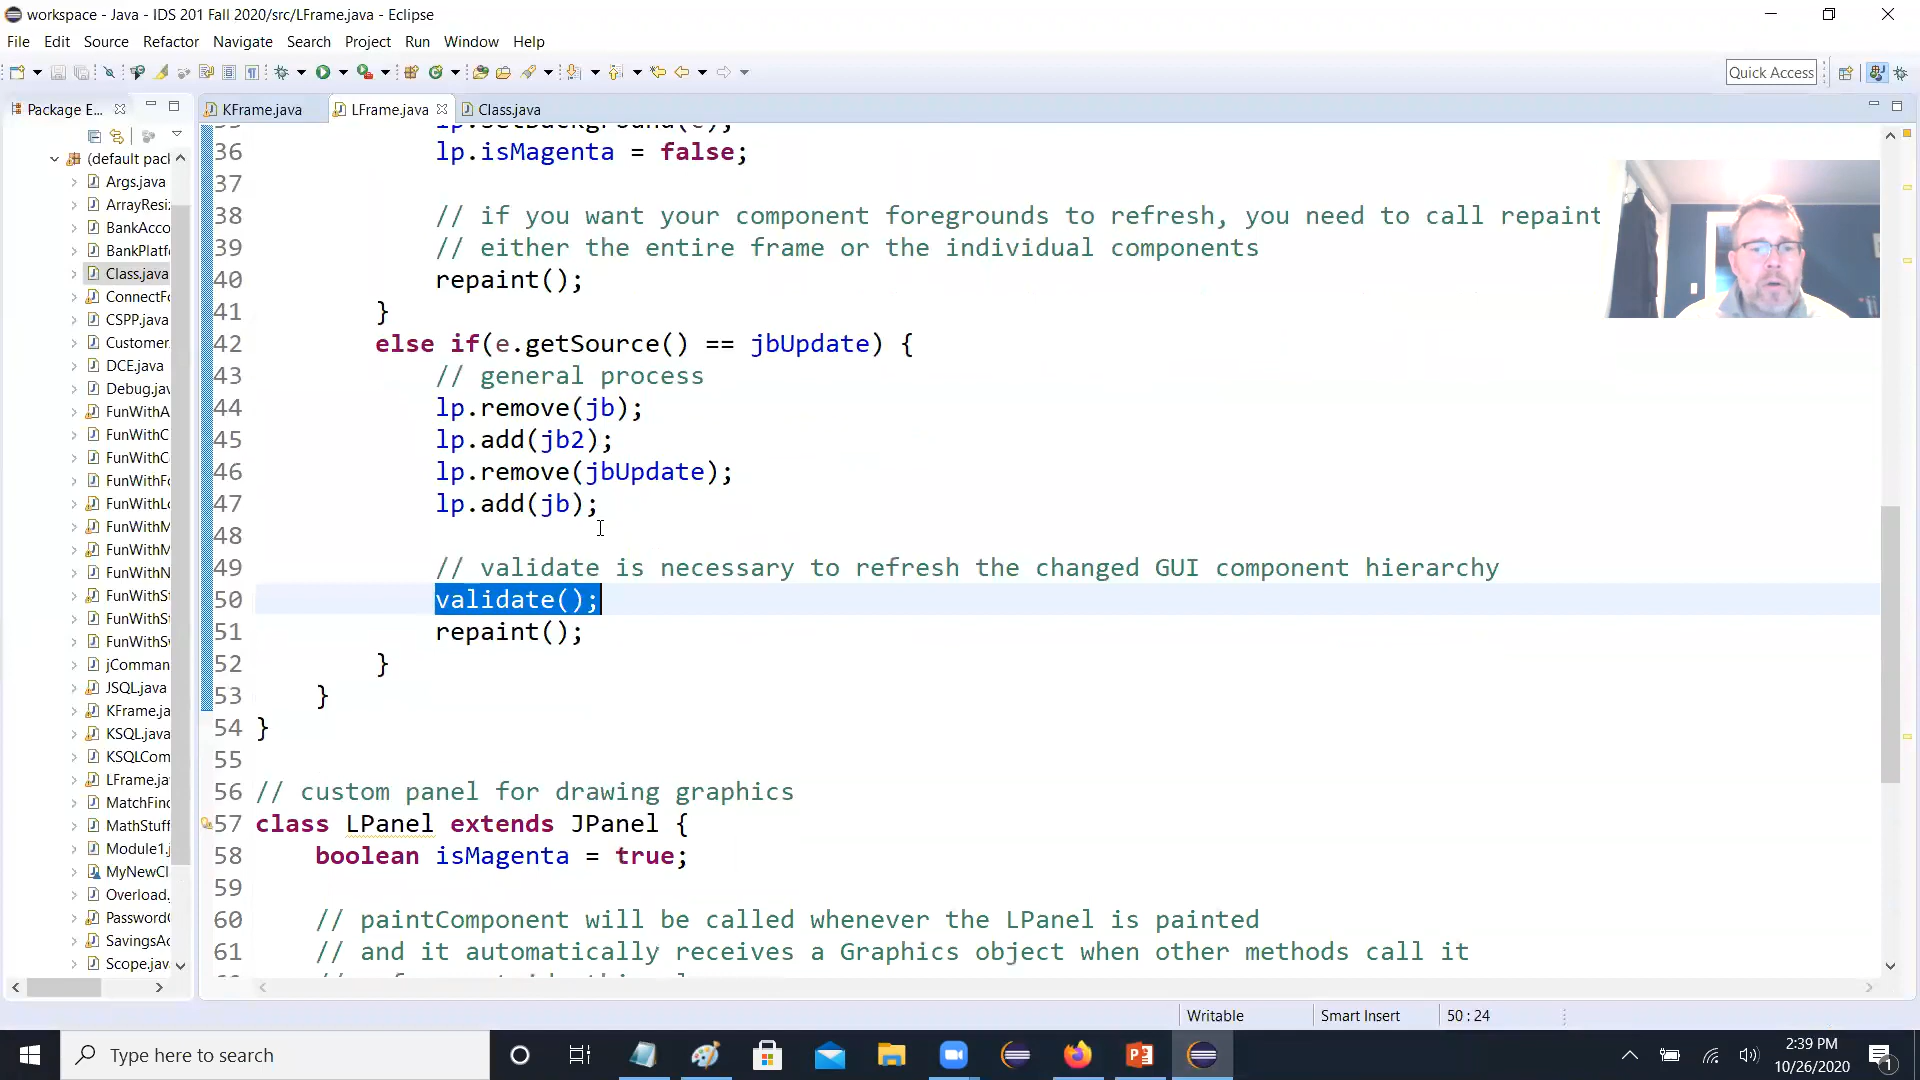 workspace - Java - IDS 201 Fall 2020/src/LFrame.java - Eclipse
File Edit Source Refactor Navigate Search Project Run Window Help
Quick Access
Package E...
KFrame.java
LFrame.java
Class.java
(default pack
Args.java
ArrayResi
BankAcco
BankPlatf
Class.java
ConnectFo
CSPP.java
Customer.
DCE.java
Debug.jav
FunWithA
FunWithC
FunWithC
FunWithFo
FunWithLo
FunWithM
FunWithM
FunWithN
FunWithSt
FunWithSt
FunWithSv
jComman
JSQL.java
KFrame.ja
KSQL.java
KSQLCom
LFrame.ja
MatchFind
MathStuff
Module1.j
MyNewCl
Overload.
Password
SavingsAc
Scope.java
36 lp.isMagenta = false;
37
38 // if you want your component foregrounds to refresh, you need to call repaint
39 // either the entire frame or the individual components
40 repaint();
41 }
42 else if(e.getSource() == jbUpdate) {
43 // general process
44 lp.remove(jb);
45 lp.add(jb2);
46 lp.remove(jbUpdate);
47 lp.add(jb);
48
49 // validate is necessary to refresh the changed GUI component hierarchy
50 validate();
51 repaint();
52 }
53 }
54 }
55
56 // custom panel for drawing graphics
57 class LPanel extends JPanel {
58 boolean isMagenta = true;
59
60 // paintComponent will be called whenever the LPanel is painted
61 // and it automatically receives a Graphics object when other methods call it
Writable
Smart Insert
50 : 24
Type here to search
2:39 PM
10/26/2020
1